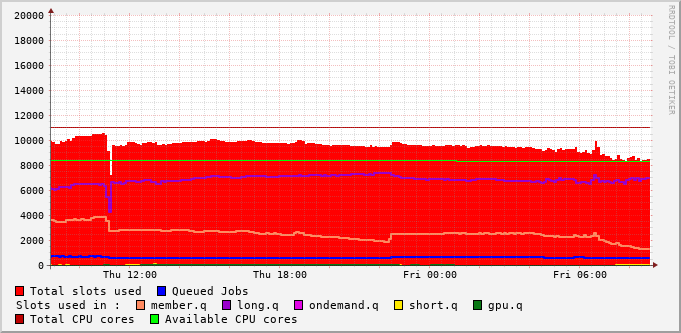 RRDTOOL / TOBI OETIKER
20000
18000
16000
14000
12000
10000
8000
6000
4000
2000
0
Thu 12:00 Thu 18:00 Fri 00:00 Fri 06:00
Total slots used Queued Jobs
Slots used in : member.q long.q ondemand.q short.q gpu.q
Total CPU cores Available CPU cores